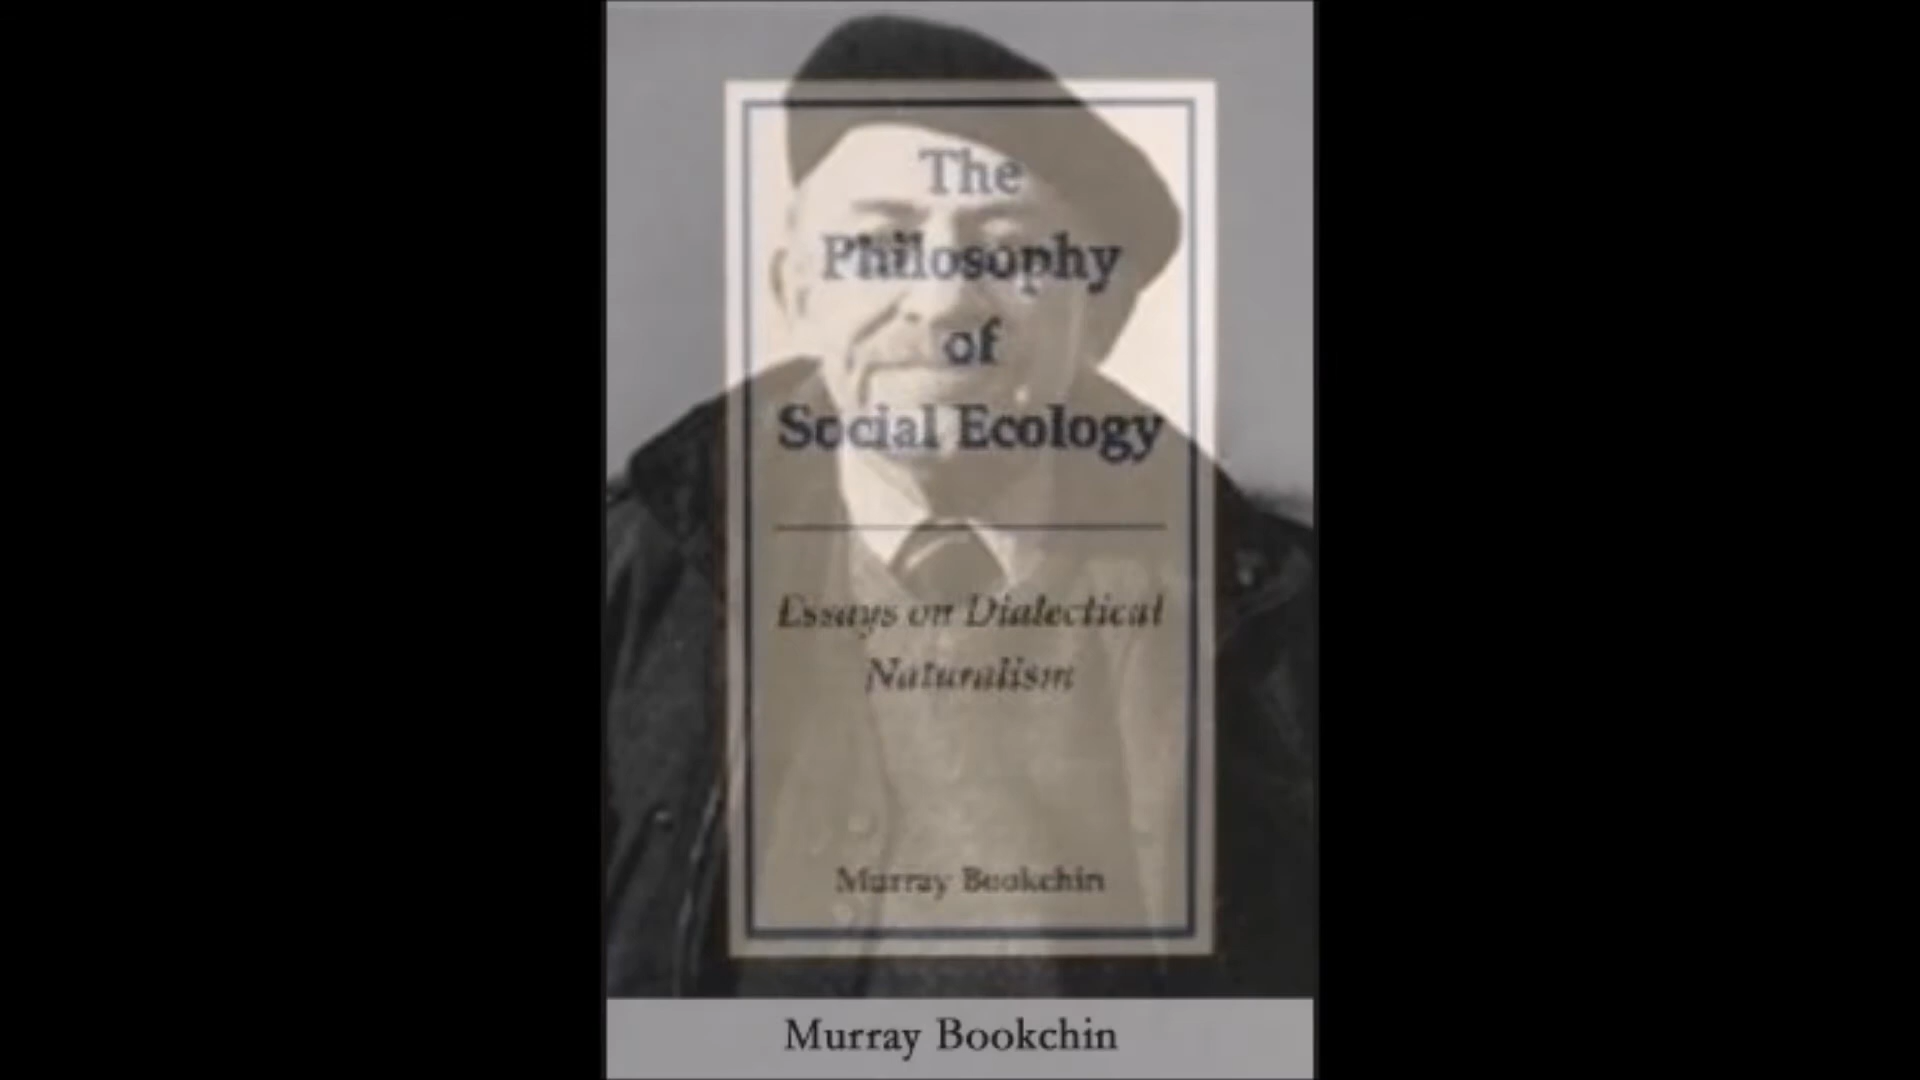 The
Philosophy
of
Social Ecology
Essays on Dialectical
Naturalism
Murray Bookchin
Murray Bookchin